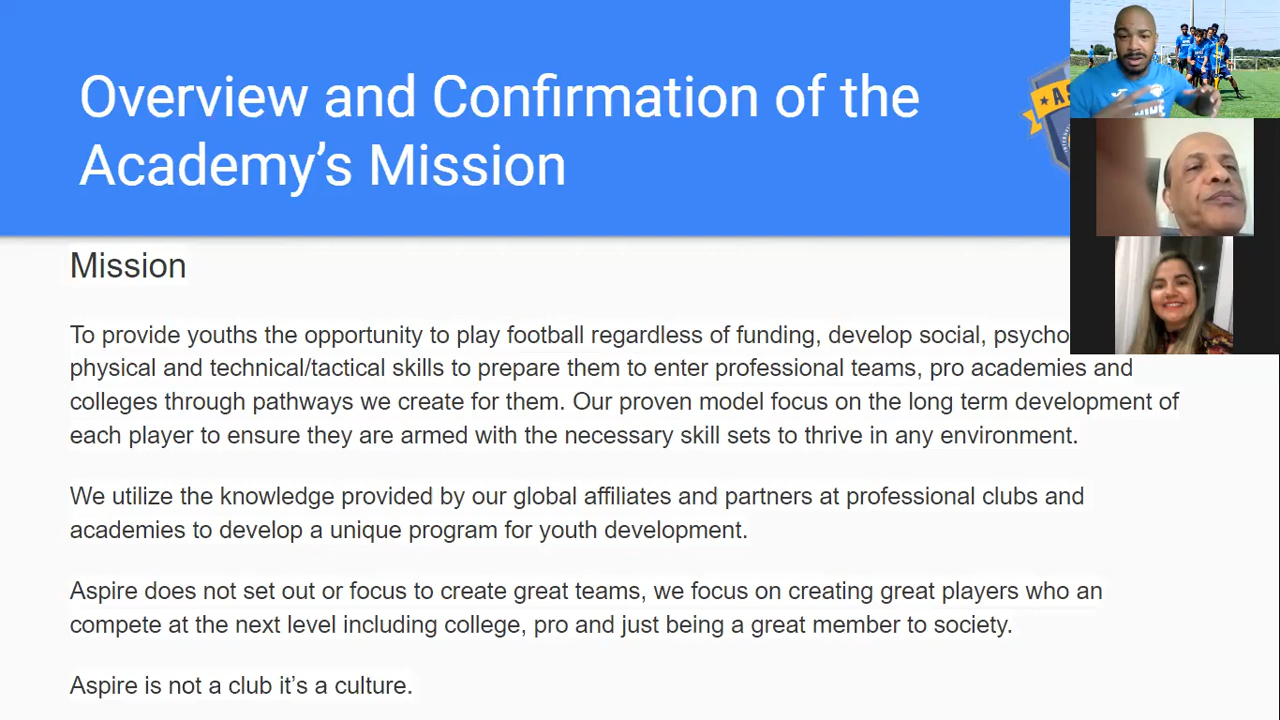 Overview and Confirmation of the
Academy’s Mission
Mission
To provide youths the opportunity to play football regardless of funding, develop social,
physical and technical/tactical skills to prepare them to enter professional teams, pro academies and
colleges through pathways we create for them. Our proven model focus on the long term development of
each player to ensure they are armed with the necessary skill sets to thrive in any environment.
We utilize the knowledge provided by our global affiliates and partners at professional clubs and
academies to develop a unique program for youth development.
Aspire does not set out or focus to create great teams, we focus on creating great players who an
compete at the next level including college, pro and just being a great member to society.
Aspire is not a club it’s a culture.